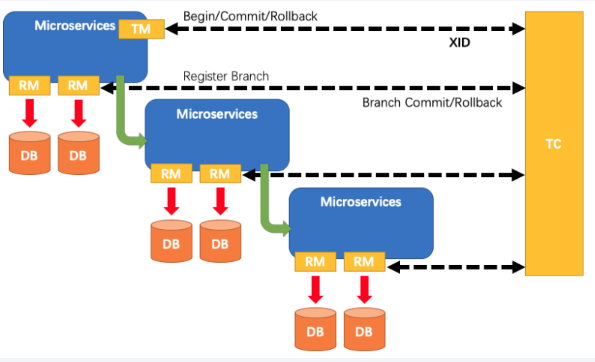 Begin/Commit/Rollback
Microservices
TM
XID
Register Branch
RM
RM
Branch Commit/Rollback
Microservices
TC
DB
DB
RM
RM
Microservices
DB
DB
RM
RM
DB
DB